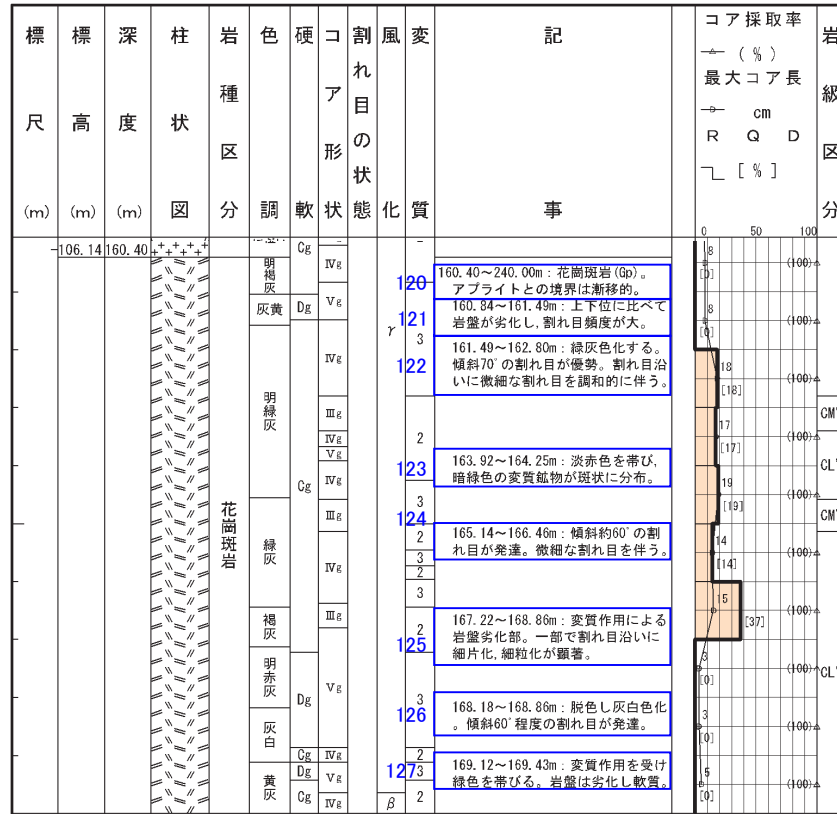 標尺(m)
標高(m)
深度(m)
柱状図
岩種区分
色調
硬軟
コア形状
割れ目の状態
風化
変質
記事
コア採取率
(%)
最大コア長
cm
R Q D
[%]
岩級区分
0 50 100
-106.14 160.40
花崗斑岩
明褐灰
灰黄
明緑灰
緑灰
褐灰
明赤灰
灰白
黄灰
Cg
Dg
Cg
Dg
Cg
Dg
Cg
Ⅳg
Ⅴg
Ⅳg
Ⅲg
Ⅳg
Ⅴg
Ⅳg
Ⅲg
Ⅳg
Ⅲg
Ⅴg
Ⅳg
Ⅴg
Ⅳg
γ
β
3
2
3
2
3
2
3
2
3
2
3
2
120
160.40~240.00m:花崗斑岩(Gp)。
アプライトとの境界は漸移的。
121
160.84~161.49m:上下位に比べて
岩盤が劣化し,割れ目頻度が大。
122
161.49~162.80m:緑灰色化する。
傾斜70°の割れ目が優勢。割れ目沿
いに微細な割れ目を調和的に伴う。
123
163.92~164.25m:淡赤色を帯び,
暗緑色の変質鉱物が斑状に分布。
124
165.14~166.46m:傾斜約60°の割
れ目が発達。微細な割れ目を伴う。
125
167.22~168.86m:変質作用による
岩盤劣化部。一部で割れ目沿いに
細片化,細粒化が顕著。
126
168.18~168.86m:脱色し灰白色化
。傾斜60°程度の割れ目が発達。
127
169.12~169.43m:変質作用を受け
緑色を帯びる。岩盤は劣化し軟質。
8 (100)
[0]
8 (100)
[0]
18 (100)
[18]
17 (100)
[17]
19 (100)
[19]
14 (100)
[14]
15 (100)
[37]
3 (100)
[0]
3 (100)
[0]
5 (100)
[0]
CM'
CL'
CM'
CL'